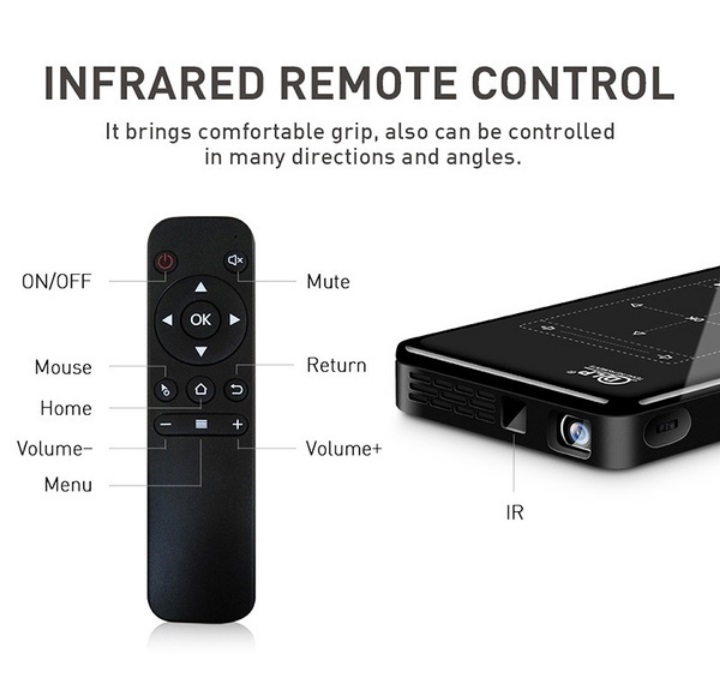 INFRARED REMOTE CONTROL
It brings comfortable grip, also can be controlled
in many directions and angles.
ON/OFF
Mute
OK
Mouse
Return
Home
Volume–
Volume+
Menu
DLP
IR